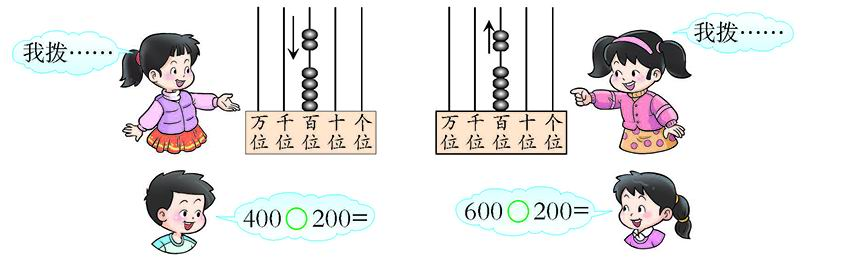 我拨……
我拨……
万 千 百 十 个
位 位 位 位 位
万 千 百 十 个
位 位 位 位 位
400○200=
600○200=